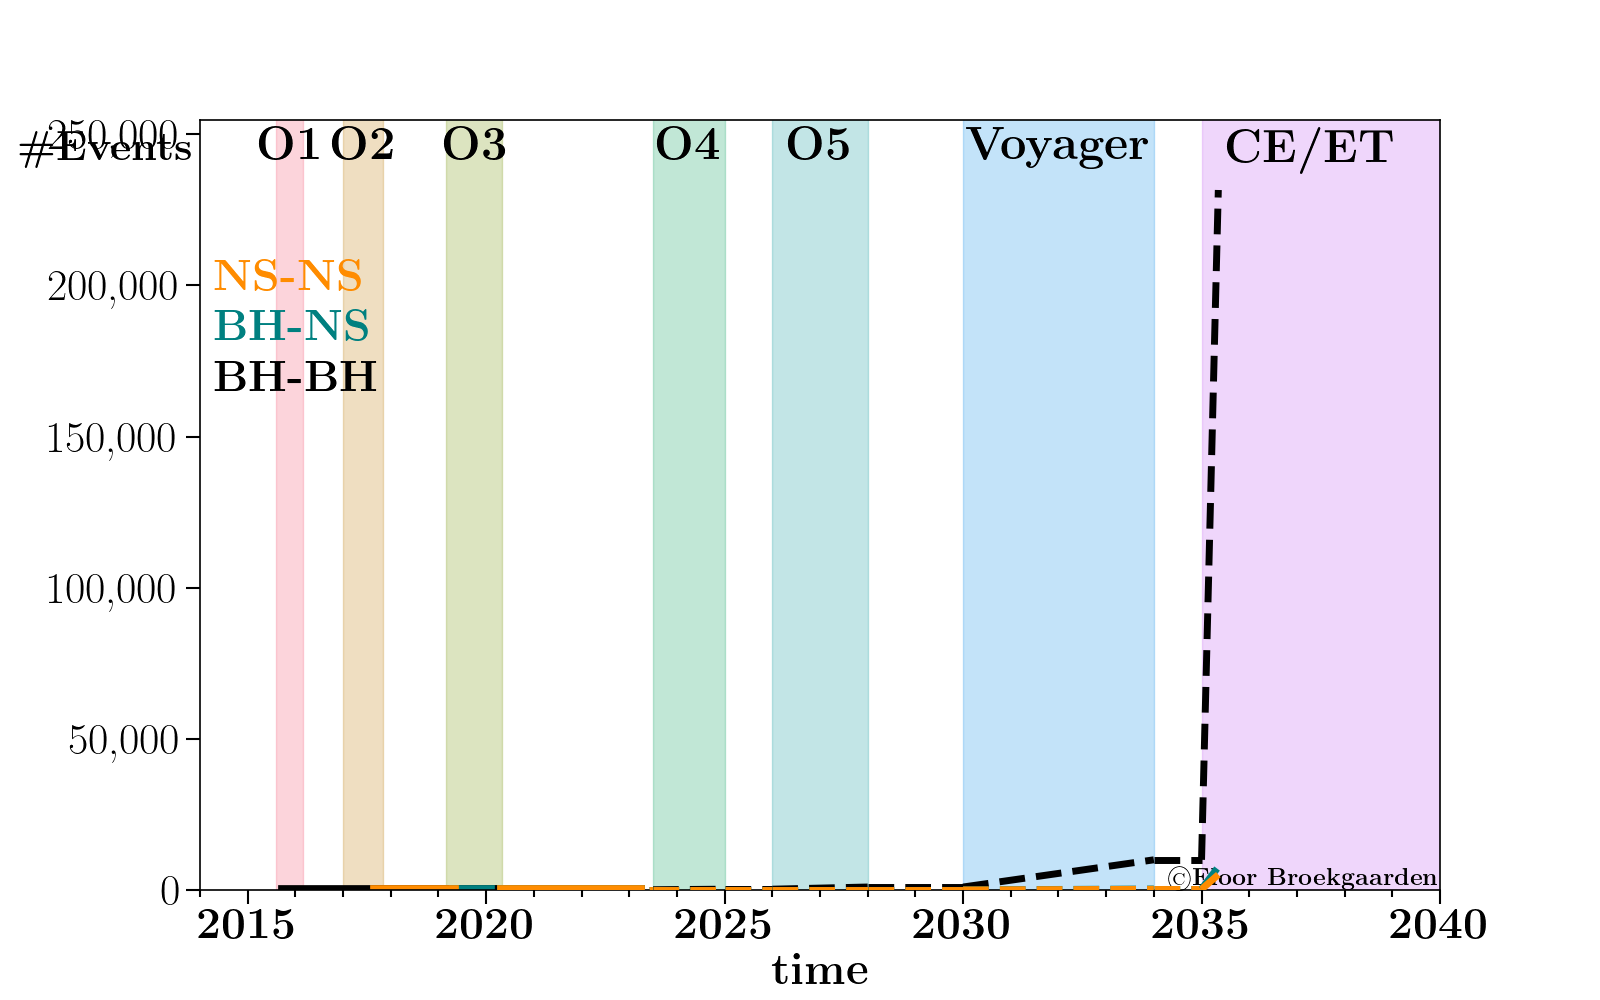 250,000
#Events
O1 O2 O3 O4 O5 Voyager CE/ET
NS-NS
200,000
BH-NS
BH-BH
150,000
100,000
50,000
©Floor Broekgaarden
0
2015 2020 2025 2030 2035 2040
time